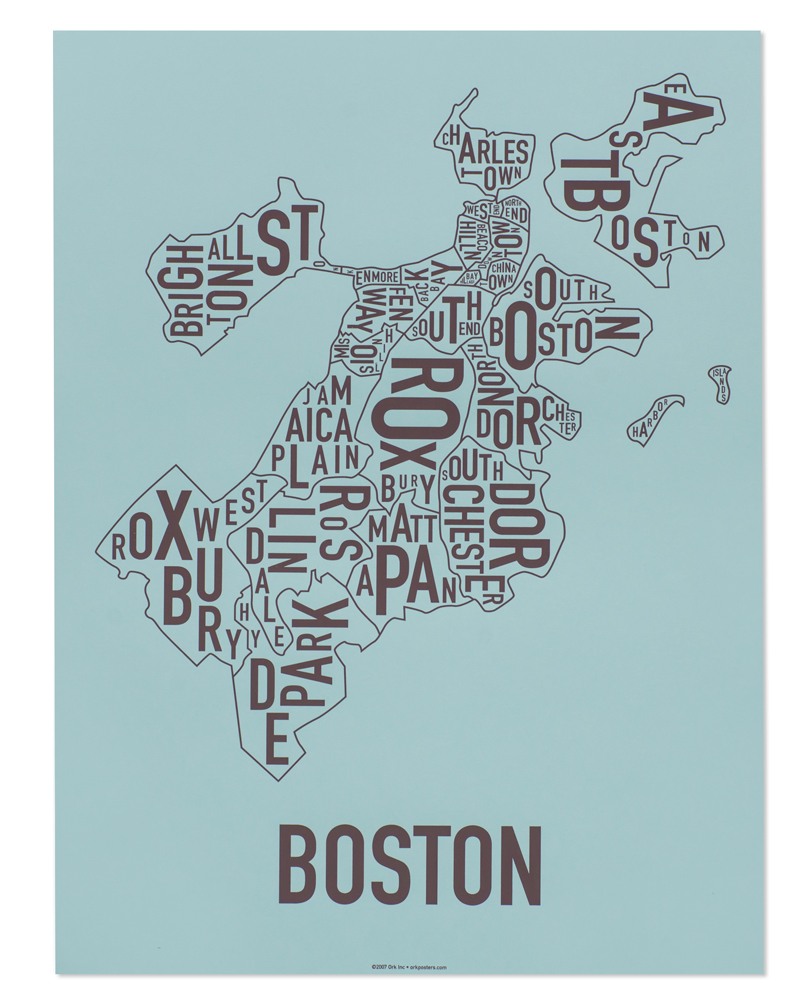 EAST BOSTON
CHARLESTOWN
WEST END
NORTH END
BEACON HILL
DOWNTOWN
CHINATOWN
BAY VILLAGE
BACK BAY
KENMORE
FENWAY
ALLSTON
BRIGHTON
SOUTH END
SOUTH BOSTON
MISSION HILL
ROXBURY
NORTH DORCHESTER
HARBOR ISLANDS
JAMAICA PLAIN
SOUTH DORCHESTER
WEST ROXBURY
ROSLINDALE
MATTAPAN
HYDE PARK
BOSTON
©2007 Ork Inc • orkposters.com